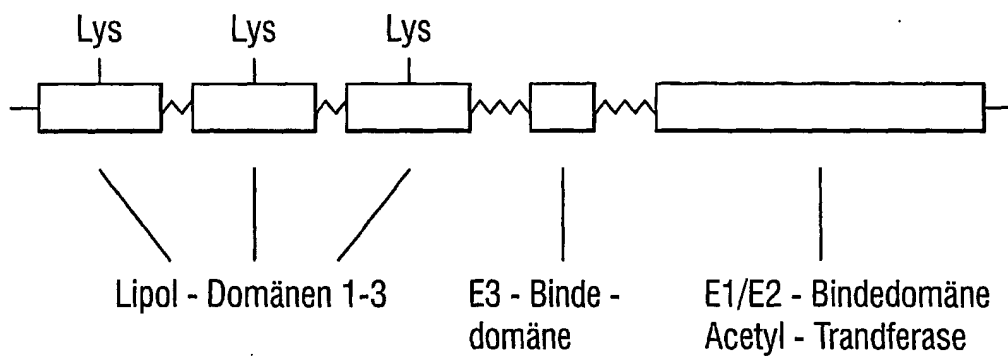 Lys Lys Lys
Lipol - Domänen 1-3
E3 - Binde -
domäne
E1/E2 - Bindedomäne
Acetyl - Trandferase